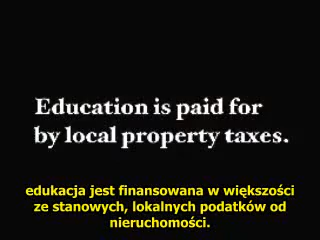 Education is paid for
by local property taxes.
edukacja jest finansowana w większości
ze stanowych, lokalnych podatków od
nieruchomości.